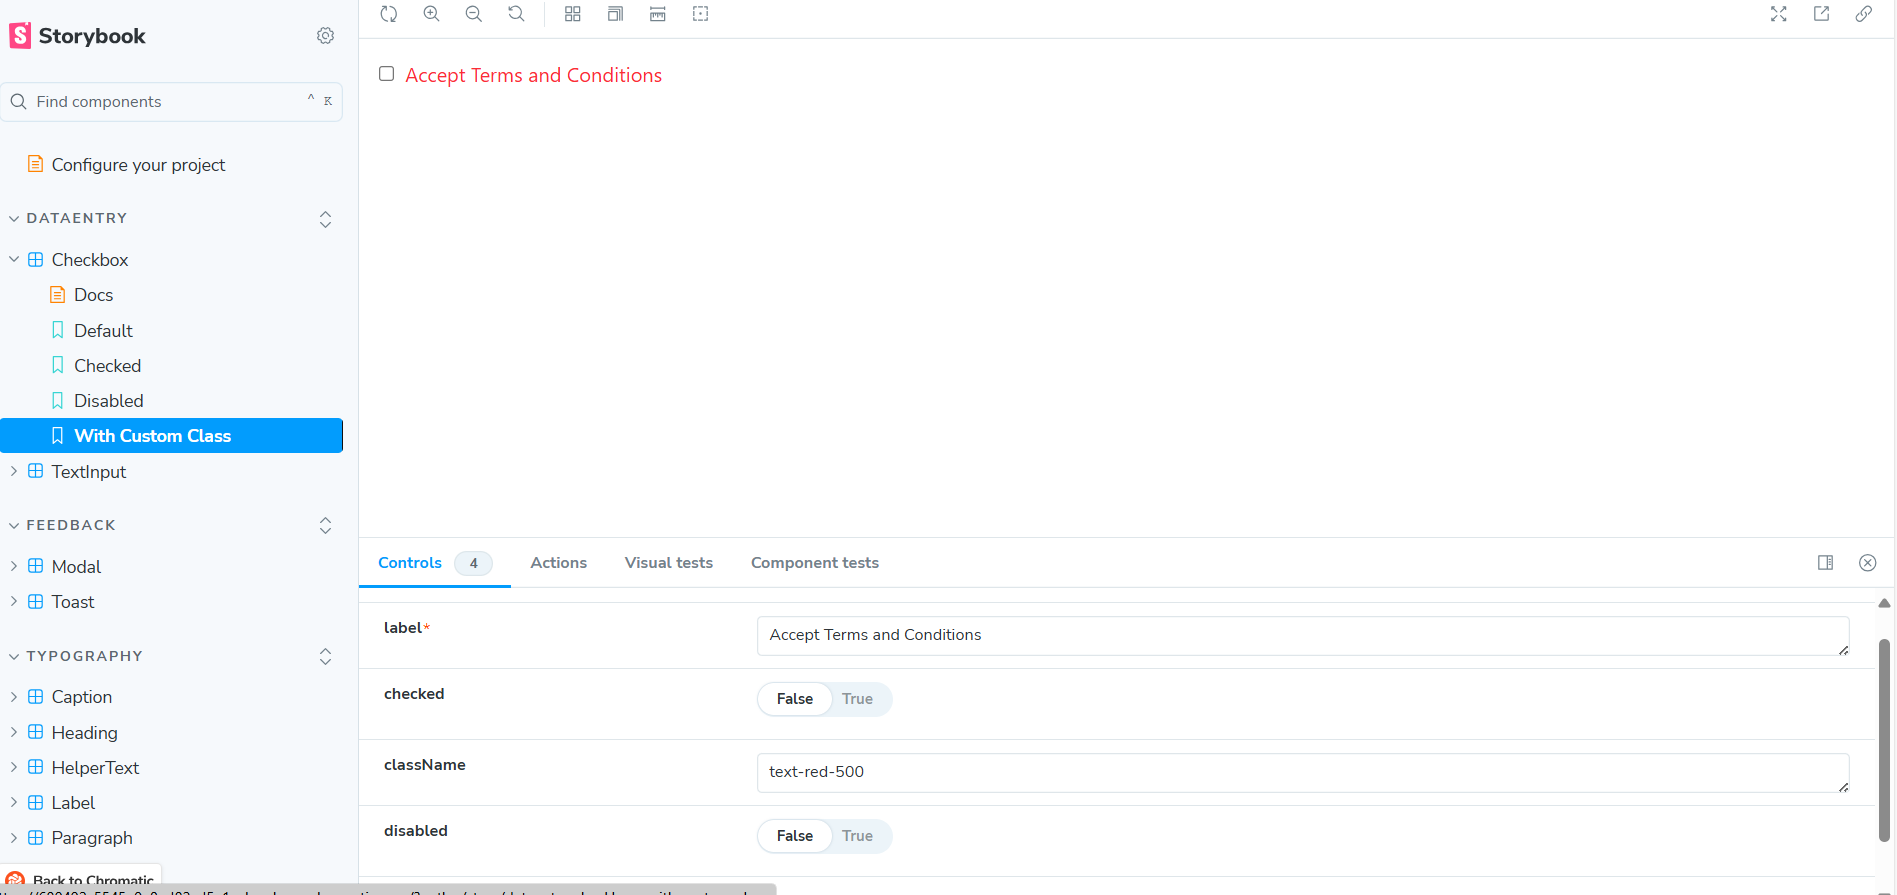 Storybook
Find components
^ K
Configure your project
DATAENTRY
Checkbox
Docs
Default
Checked
Disabled
With Custom Class
TextInput
FEEDBACK
Modal
Toast
TYPOGRAPHY
Caption
Heading
HelperText
Label
Paragraph
Back to Chromatic
Accept Terms and Conditions
Controls 4 Actions Visual tests Component tests
label*
Accept Terms and Conditions
checked
False True
className
text-red-500
disabled
False True